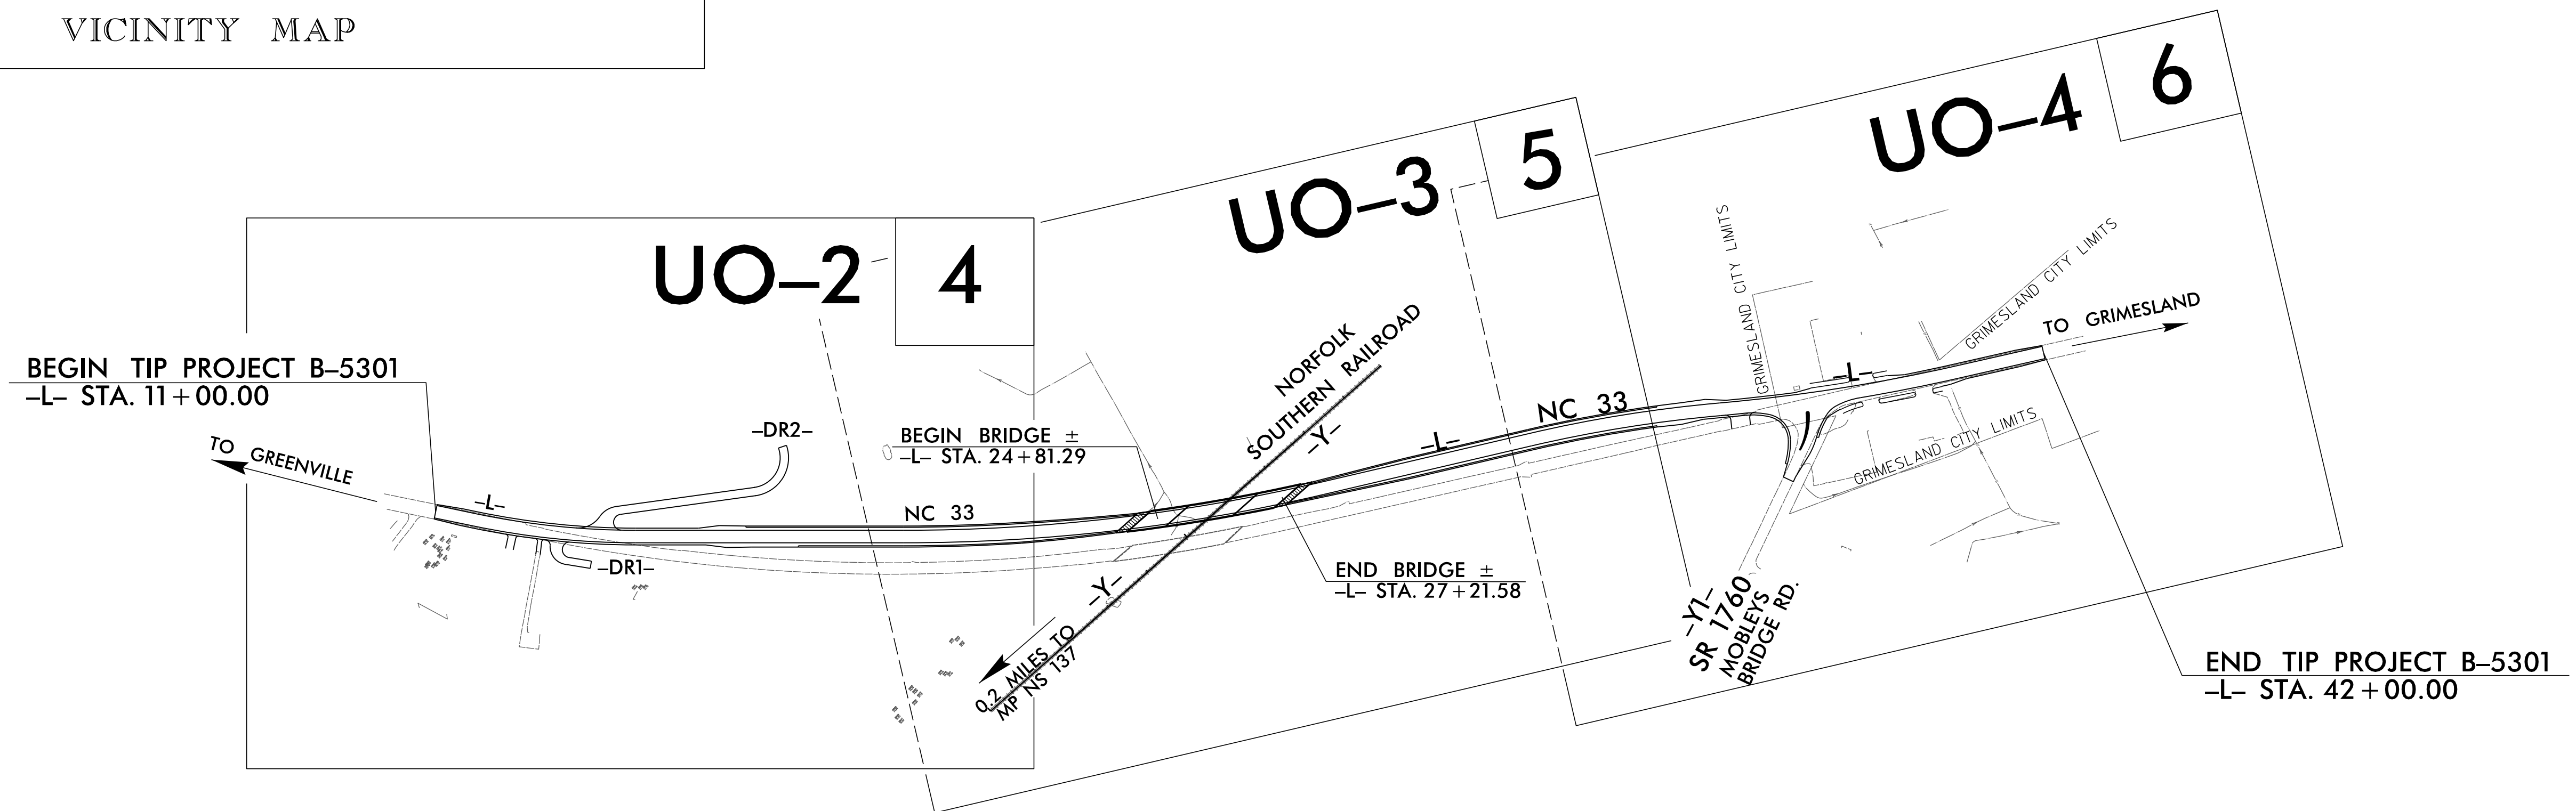 VICINITY MAP
UO-4
6
UO-3
5
UO-2
4
BEGIN TIP PROJECT B-5301
-L- STA. 11+00.00
TO GREENVILLE
-L-
-DR2-
-DR1-
NC 33
BEGIN BRIDGE ±
-L- STA. 24+81.29
NORFOLK
SOUTHERN RAILROAD
-Y-
-Y-
0.2 MILES TO
MP NS 137
END BRIDGE ±
-L- STA. 27+21.58
-L-
NC 33
GRIMESLAND CITY LIMITS
-L-
GRIMESLAND CITY LIMITS
TO GRIMESLAND
GRIMESLAND CITY LIMITS
-Y1-
SR 1760
MOBLEYS
BRIDGE RD.
END TIP PROJECT B-5301
-L- STA. 42+00.00